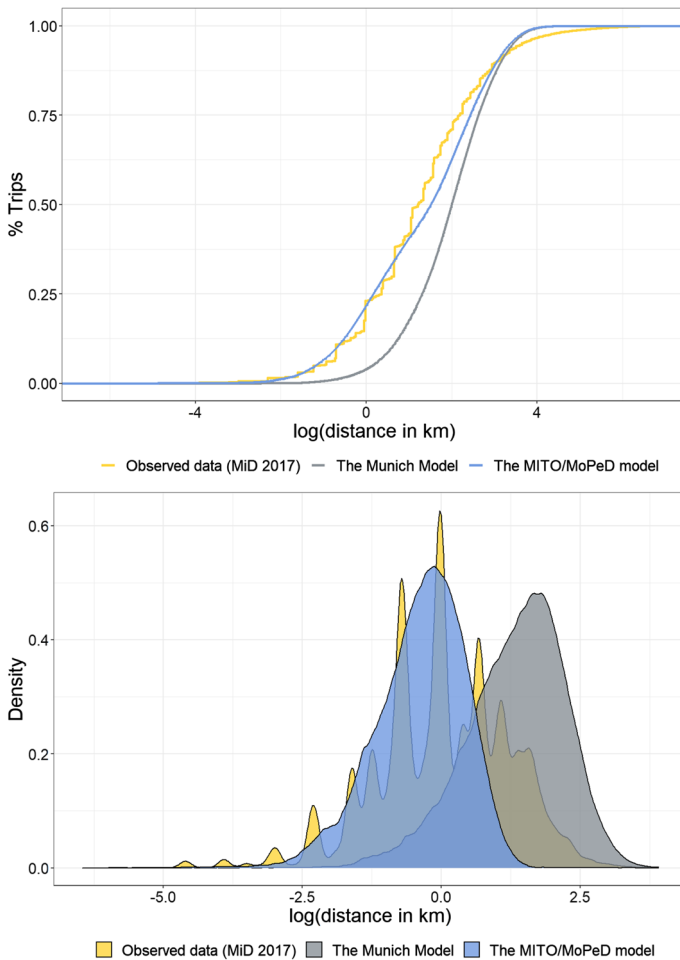 1.00
0.75
0.50
0.25
0.00
% Trips
-4 0 4
log(distance in km)
Observed data (MiD 2017) The Munich Model The MITO/MoPeD model
0.6
0.4
0.2
0.0
Density
-5.0 -2.5 0.0 2.5
log(distance in km)
Observed data (MiD 2017) The Munich Model The MITO/MoPeD model